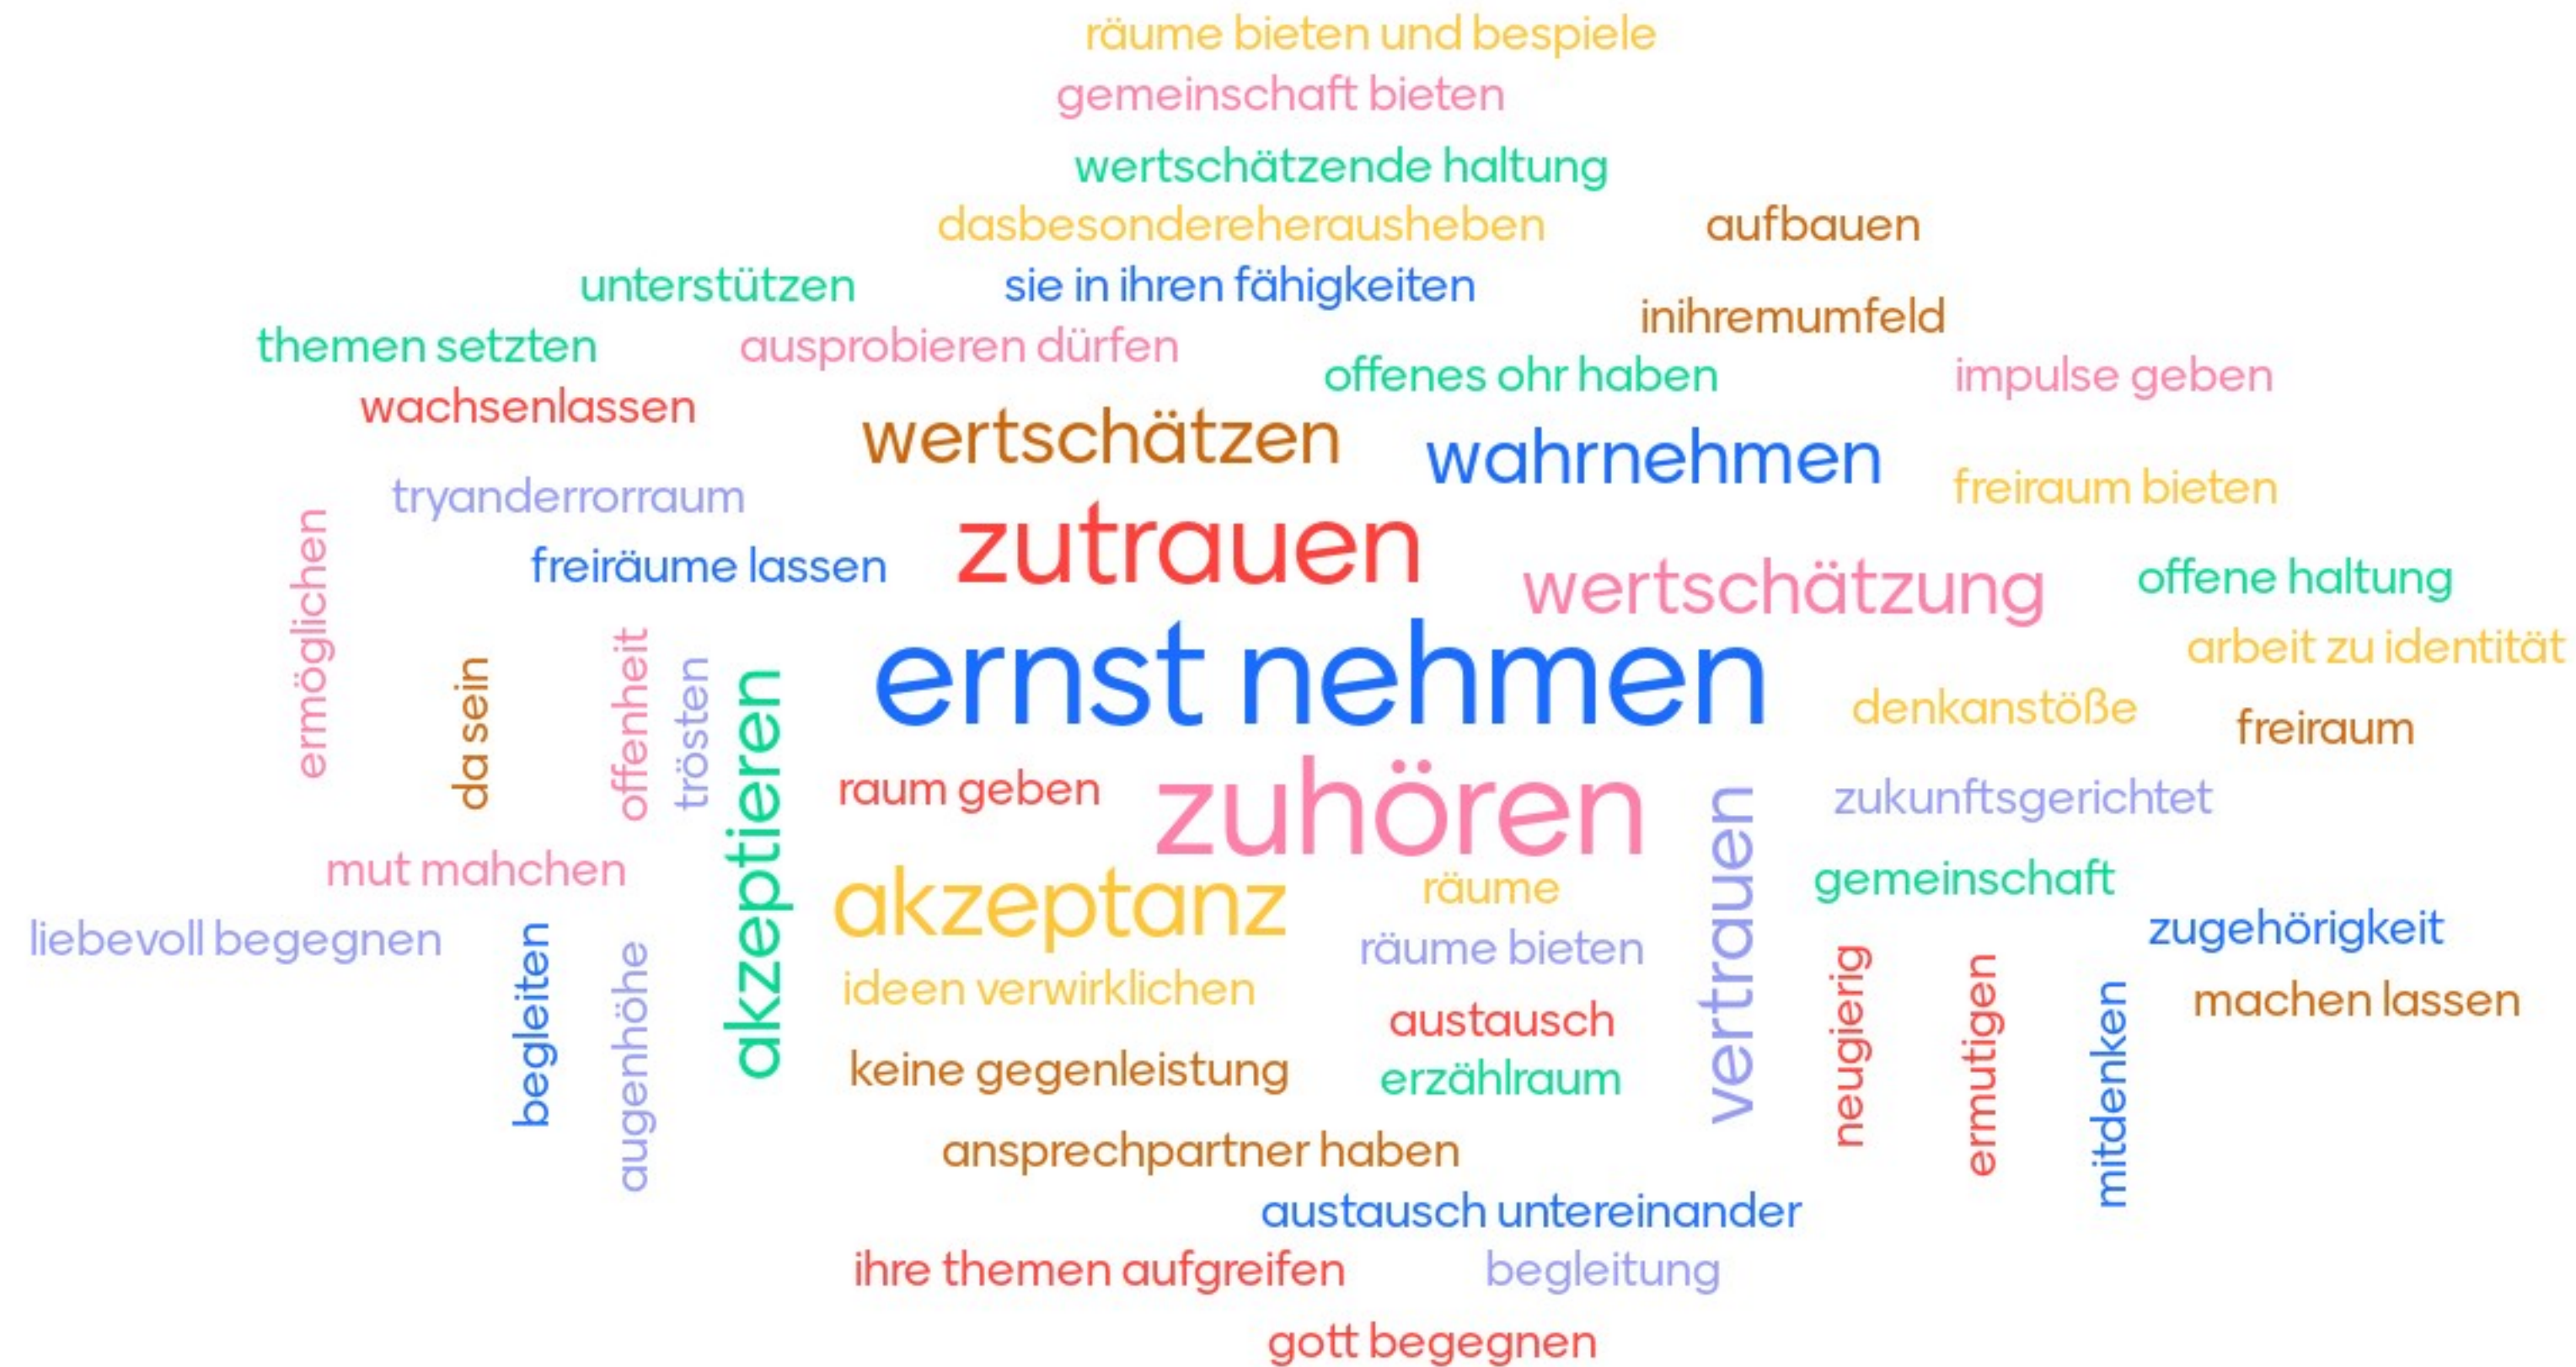 räume bieten und bespiele
gemeinschaft bieten
wertschätzende haltung
dasbesondereherausheben
aufbauen
unterstützen
sie in ihren fähigkeiten
inihremumfeld
themen setzten
ausprobieren dürfen
offenes ohr haben
impulse geben
wachsenlassen
wertschätzen
wahrnehmen
tryanderrorraum
freiraum bieten
zutrauen
ermöglichen
freiräume lassen
wertschätzung
offene haltung
arbeit zu identität
ernst nehmen
da sein
offenheit
trösten
akzeptieren
denkanstöße
freiraum
raum geben
zuhören
vertrauen
zukunftsgerichtet
mut mahchen
akzeptanz
räume
gemeinschaft
liebevoll begegnen
begleiten
augenhöhe
räume bieten
zugehörigkeit
ideen verwirklichen
neugierig
ermutigen
mitdenken
machen lassen
austausch
keine gegenleistung
erzählraum
ansprechpartner haben
austausch untereinander
ihre themen aufgreifen
begleitung
gott begegnen